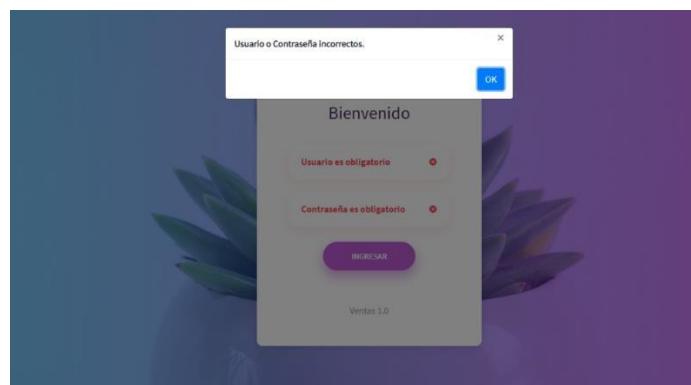 Usuario o Contraseña incorrectos.
×
OK
Bienvenido
Usuario es obligatorio
Contraseña es obligatorio
INGRESAR
Ventas 1.0